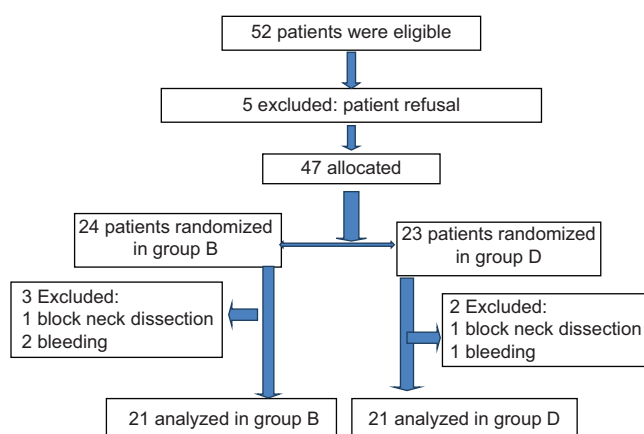 52 patients were eligible
5 excluded: patient refusal
47 allocated
24 patients randomized
in group B
23 patients randomized
in group D
3 Excluded:
1 block neck dissection
2 bleeding
2 Excluded:
1 block neck dissection
1 bleeding
21 analyzed in group B
21 analyzed in group D